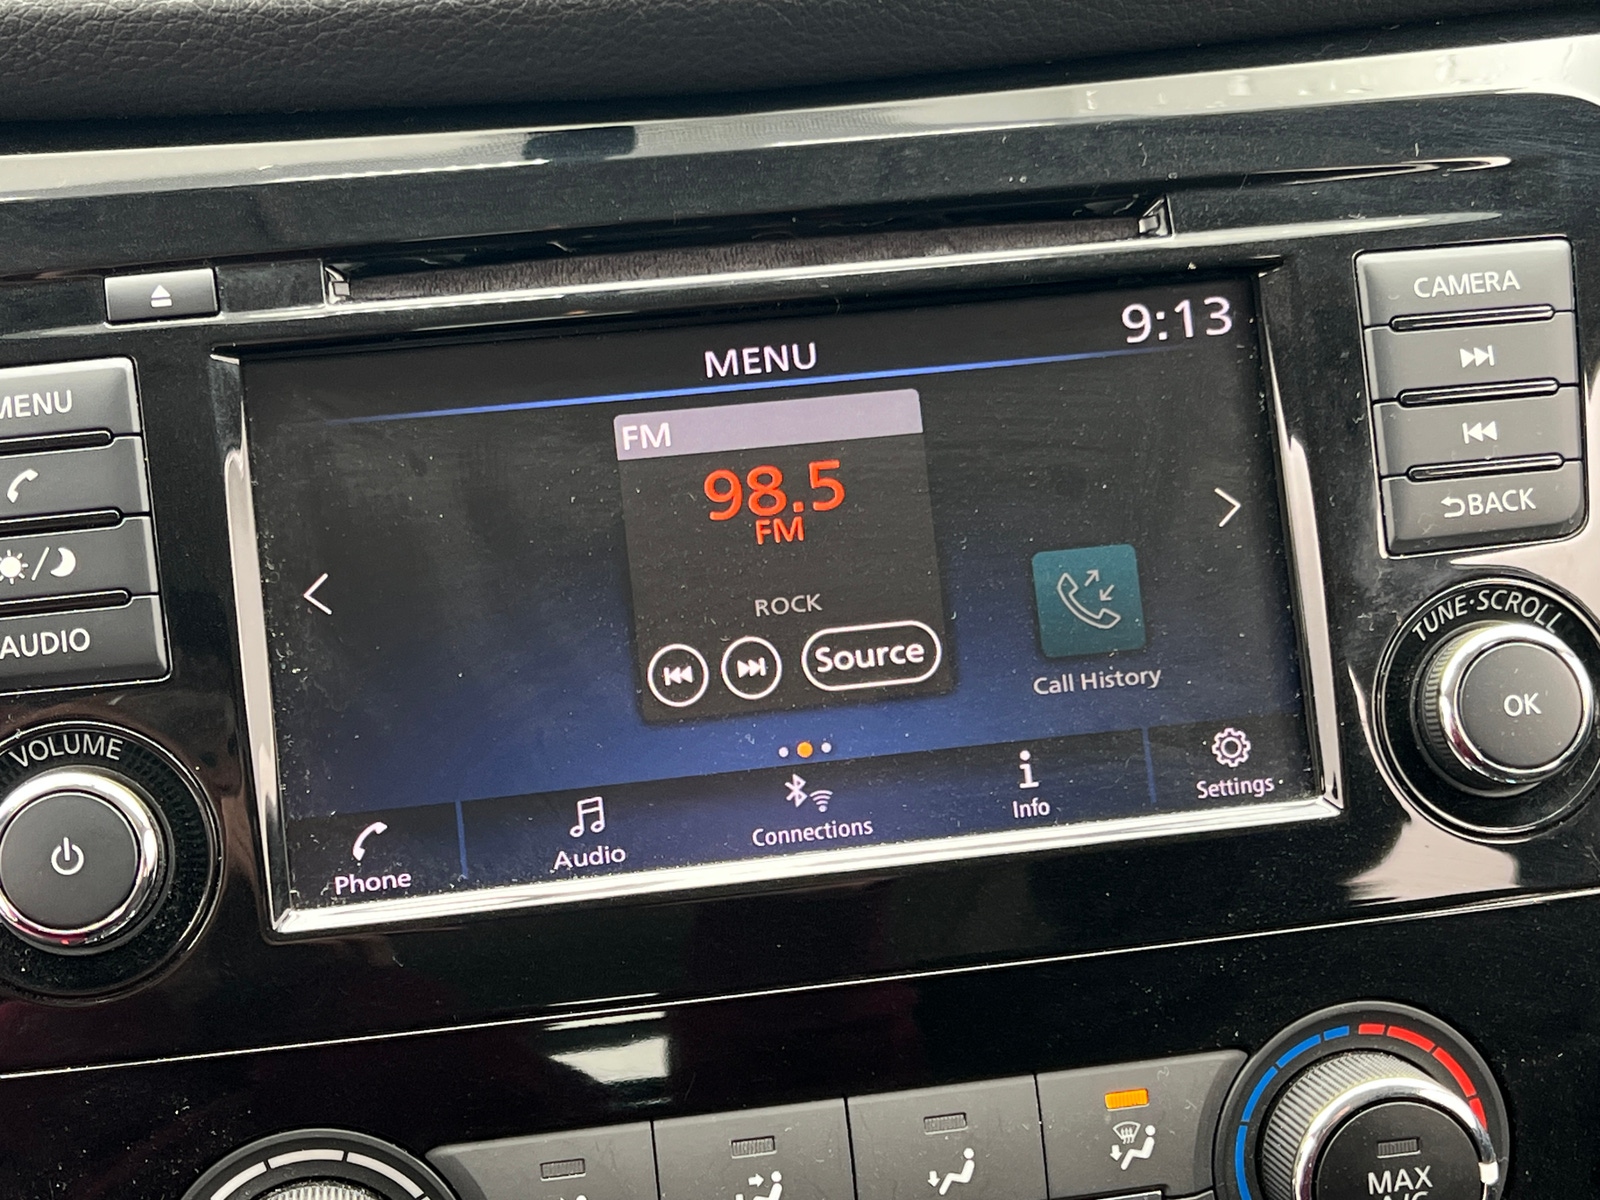 MENU
AUDIO
VOLUME
MENU
9:13
FM
98.5
FM
ROCK
Source
Call History
Phone
Audio
Connections
Info
Settings
CAMERA
BACK
TUNE·SCROLL
OK
MAX
A/C